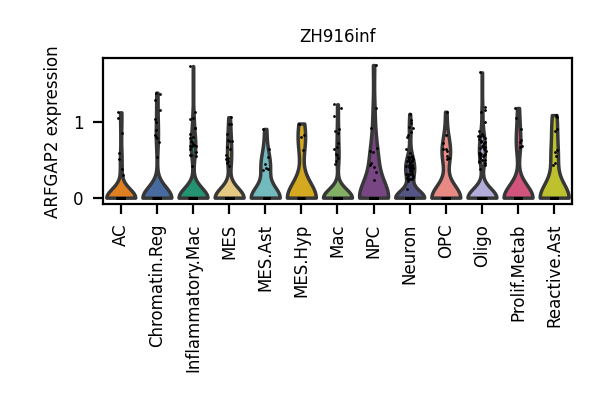 ZH916inf
ARFGAP2 expression
1
0
AC
Chromatin.Reg
Inflammatory.Mac
MES
MES.Ast
MES.Hyp
Mac
NPC
Neuron
OPC
Oligo
Prolif.Metab
Reactive.Ast